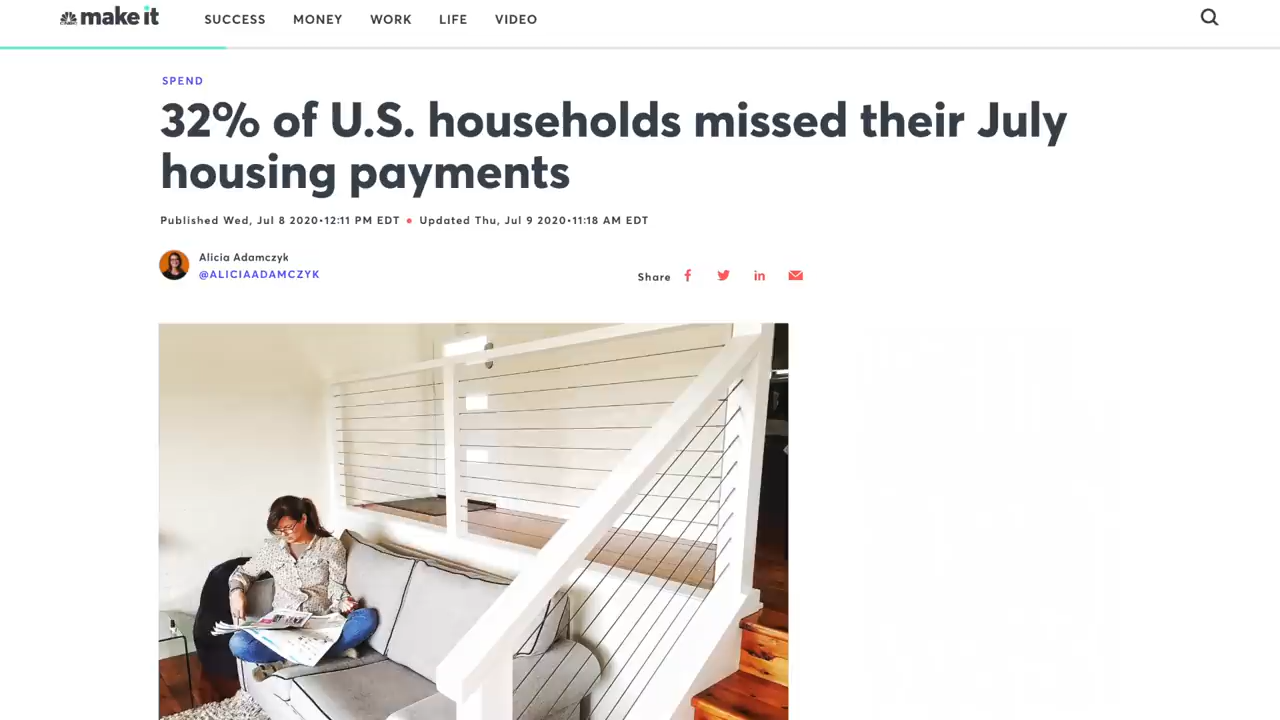 make it
SUCCESS MONEY WORK LIFE VIDEO
SPEND
32% of U.S. households missed their July
housing payments
Published Wed, Jul 8 2020•12:11 PM EDT • Updated Thu, Jul 9 2020•11:18 AM EDT
Alicia Adamczyk
@ALICIAADAMCZYK
Share